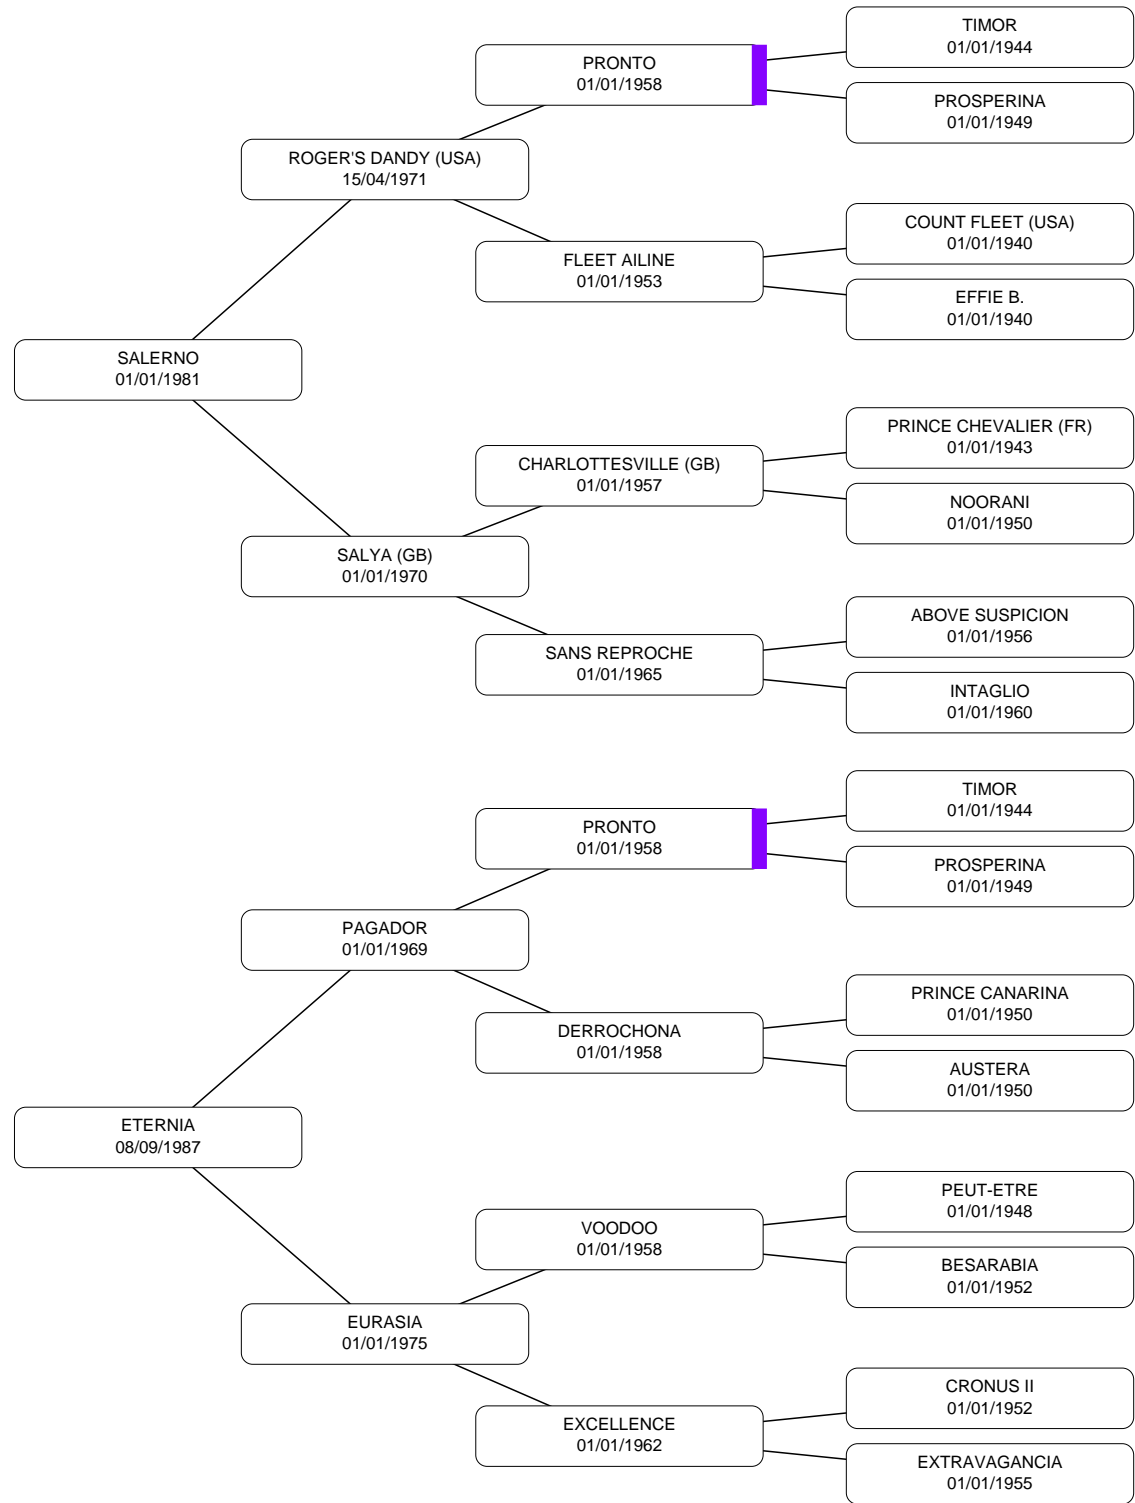 TIMOR
01/01/1944
PRONTO
01/01/1958
PROSPERINA
01/01/1949
ROGER'S DANDY (USA)
15/04/1971
COUNT FLEET (USA)
01/01/1940
FLEET AILINE
01/01/1953
EFFIE B.
01/01/1940
SALERNO
01/01/1981
PRINCE CHEVALIER (FR)
01/01/1943
CHARLOTTESVILLE (GB)
01/01/1957
NOORANI
01/01/1950
SALYA (GB)
01/01/1970
ABOVE SUSPICION
01/01/1956
SANS REPROCHE
01/01/1965
INTAGLIO
01/01/1960
TIMOR
01/01/1944
PRONTO
01/01/1958
PROSPERINA
01/01/1949
PAGADOR
01/01/1969
PRINCE CANARINA
01/01/1950
DERROCHONA
01/01/1958
AUSTERA
01/01/1950
ETERNIA
08/09/1987
PEUT-ETRE
01/01/1948
VOODOO
01/01/1958
BESARABIA
01/01/1952
EURASIA
01/01/1975
CRONUS II
01/01/1952
EXCELLENCE
01/01/1962
EXTRAVAGANCIA
01/01/1955